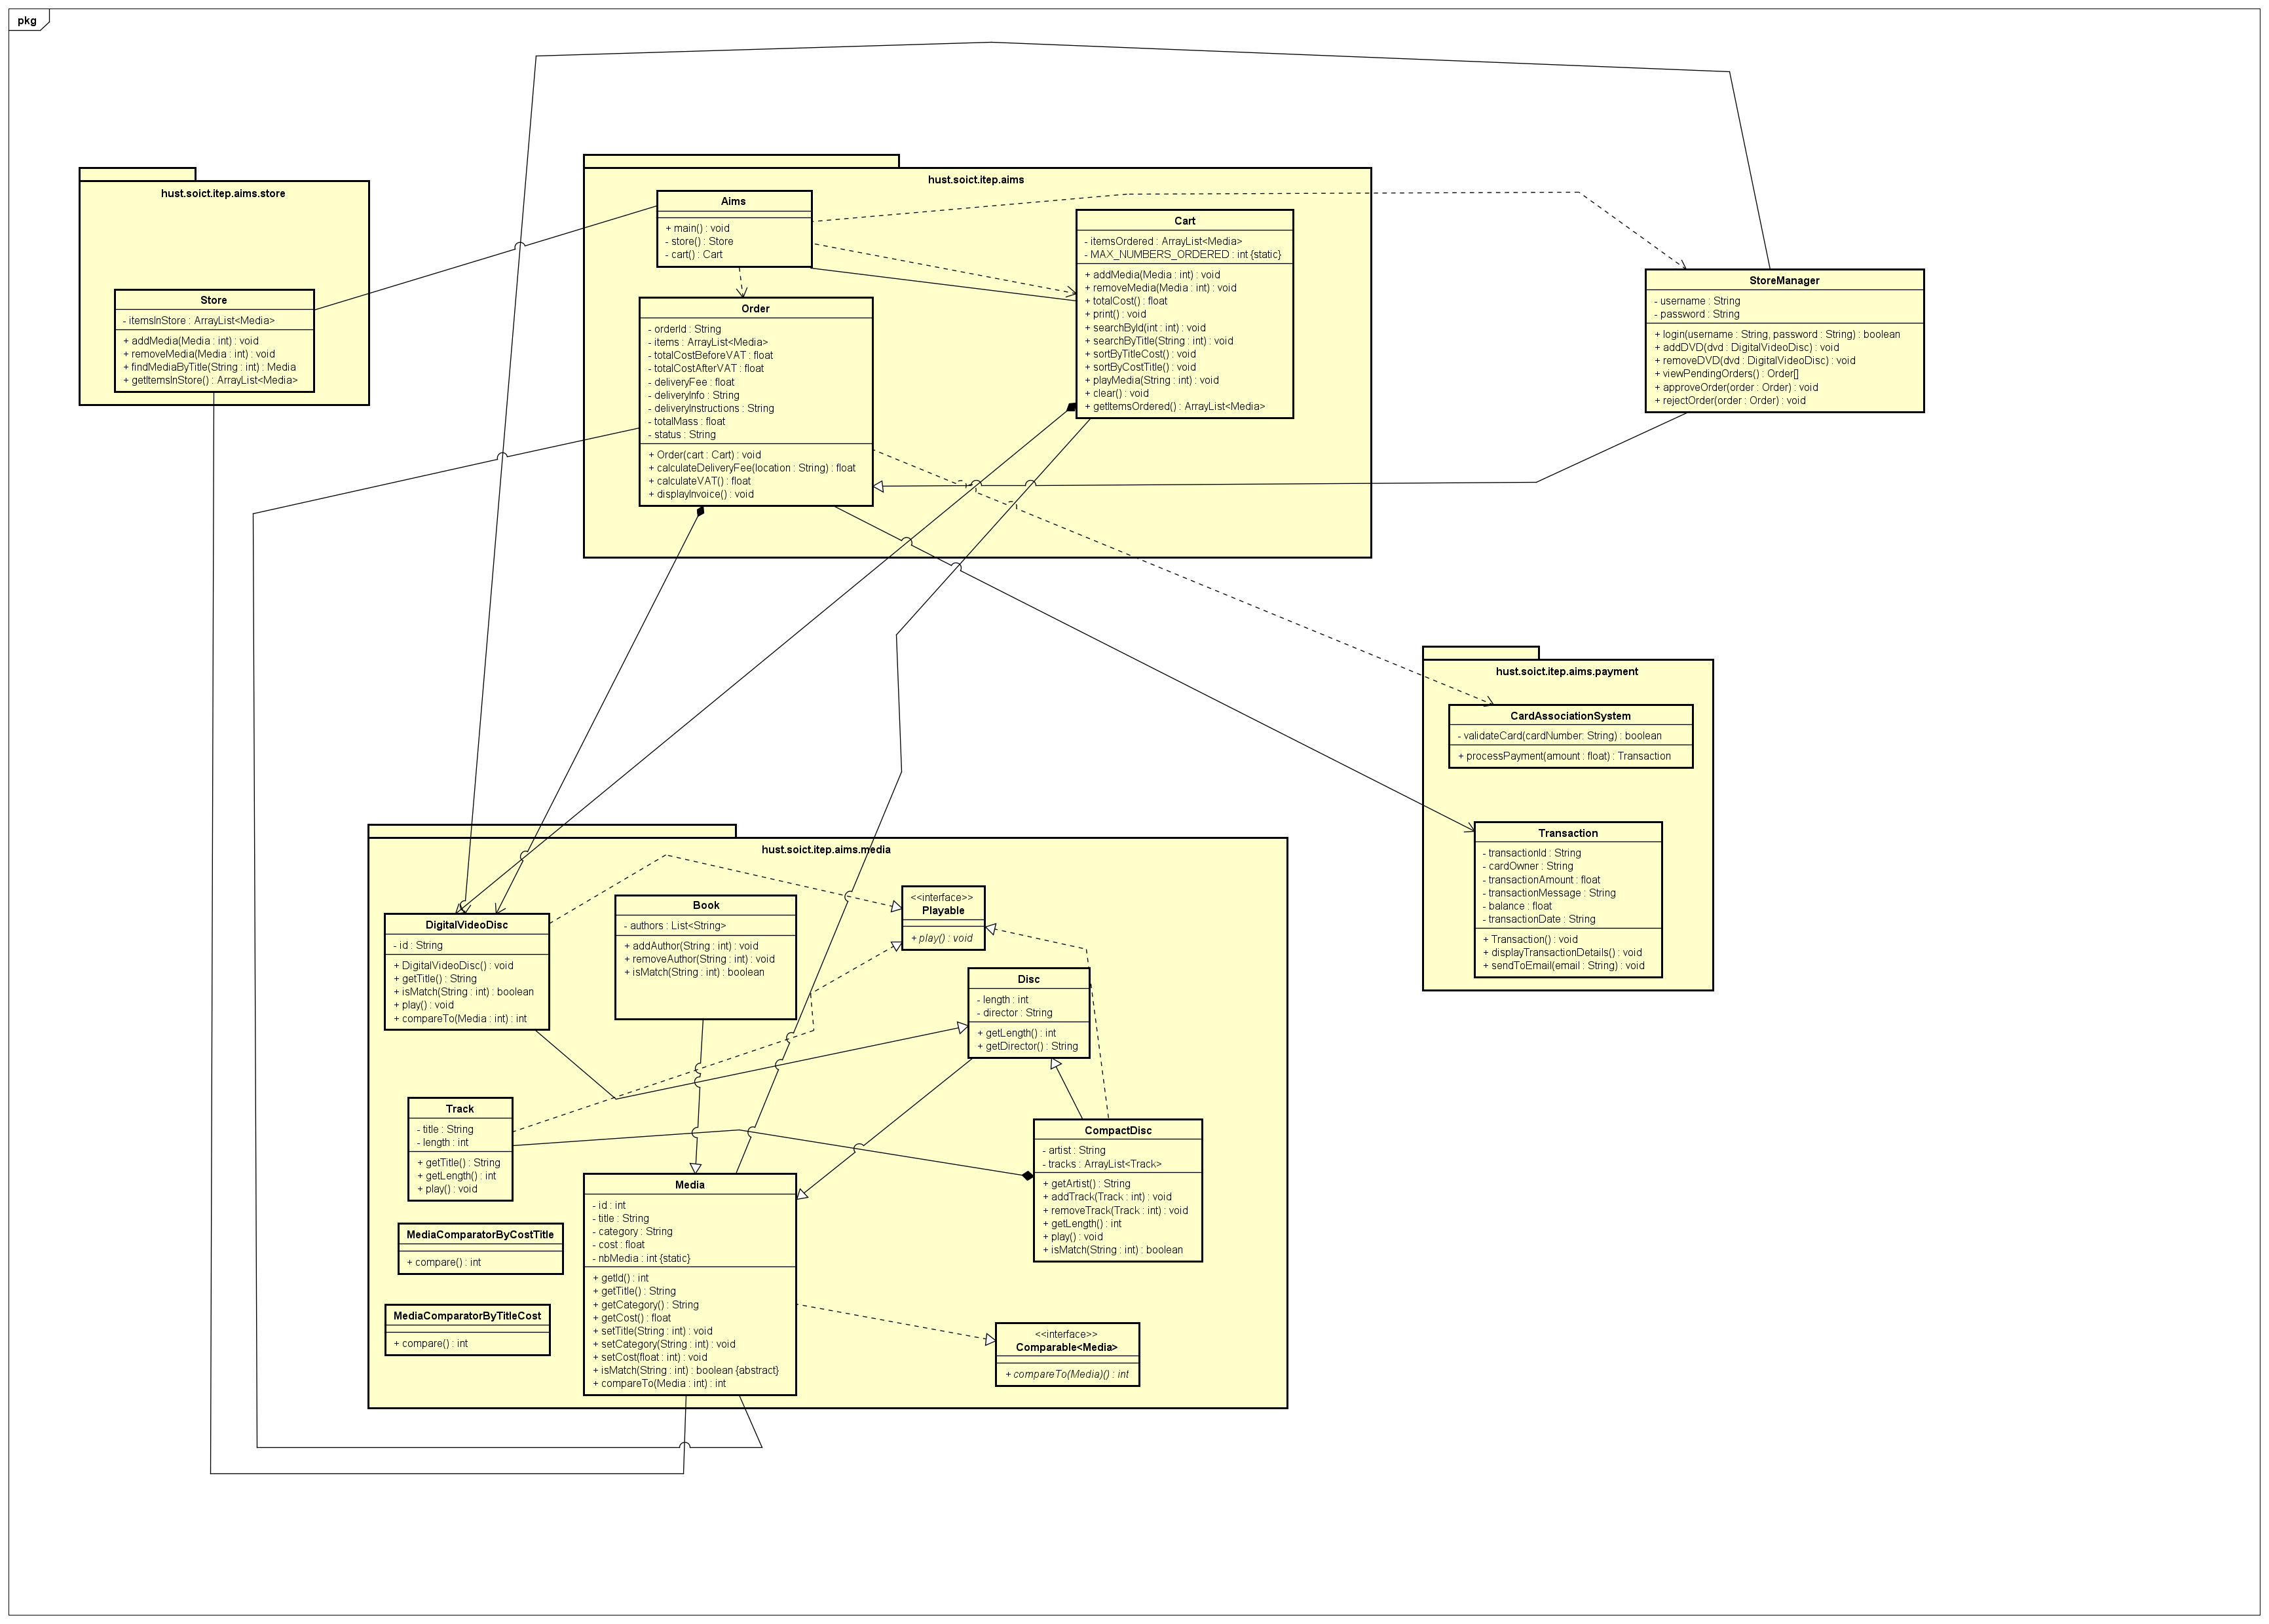 pkg
hust.soict.itep.aims.store
Store
- itemsInStore : ArrayList<Media>
+ addMedia(Media : int) : void
+ removeMedia(Media : int) : void
+ findMediaByTitle(String : int) : Media
+ getItemsInStore() : ArrayList<Media>
hust.soict.itep.aims
Aims
+ main() : void
- store() : Store
- cart() : Cart
Order
- orderId : String
- items : ArrayList<Media>
- totalCostBeforeVAT : float
- totalCostAfterVAT : float
- deliveryFee : float
- deliveryInfo : String
- deliveryInstructions : String
- totalMass : float
- status : String
+ Order(cart : Cart) : void
+ calculateDeliveryFee(location : String) : float
+ calculateVAT() : float
+ displayInvoice() : void
Cart
- itemsOrdered : ArrayList<Media>
- MAX_NUMBERS_ORDERED : int {static}
+ addMedia(Media : int) : void
+ removeMedia(Media : int) : void
+ totalCost() : float
+ print() : void
+ searchById(int : int) : void
+ searchByTitle(String : int) : void
+ sortByTitleCost() : void
+ sortByCostTitle() : void
+ playMedia(String : int) : void
+ clear() : void
+ getItemsOrdered() : ArrayList<Media>
StoreManager
- username : String
- password : String
+ login(username : String, password : String) : boolean
+ addDVD(dvd : DigitalVideoDisc) : void
+ removeDVD(dvd : DigitalVideoDisc) : void
+ viewPendingOrders() : Order[]
+ approveOrder(order : Order) : void
+ rejectOrder(order : Order) : void
hust.soict.itep.aims.payment
CardAssociationSystem
- validateCard(cardNumber: String) : boolean
+ processPayment(amount : float) : Transaction
Transaction
- transactionId : String
- cardOwner : String
- transactionAmount : float
- transactionMessage : String
- balance : float
- transactionDate : String
+ Transaction() : void
+ displayTransactionDetails() : void
+ sendToEmail(email : String) : void
hust.soict.itep.aims.media
DigitalVideoDisc
- id : String
+ DigitalVideoDisc() : void
+ getTitle() : String
+ isMatch(String : int) : boolean
+ play() : void
+ compareTo(Media : int) : int
Book
- authors : List<String>
+ addAuthor(String : int) : void
+ removeAuthor(String : int) : void
+ isMatch(String : int) : boolean
<<interface>>
Playable
+ play() : void
Disc
- length : int
- director : String
+ getLength() : int
+ getDirector() : String
Track
- title : String
- length : int
+ getTitle() : String
+ getLength() : int
+ play() : void
CompactDisc
- artist : String
- tracks : ArrayList<Track>
+ getArtist() : String
+ addTrack(Track : int) : void
+ removeTrack(Track : int) : void
+ getLength() : int
+ play() : void
+ isMatch(String : int) : boolean
MediaComparatorByCostTitle
+ compare() : int
MediaComparatorByTitleCost
+ compare() : int
Media
- id : int
- title : String
- category : String
- cost : float
- nbMedia : int {static}
+ getId() : int
+ getTitle() : String
+ getCategory() : String
+ getCost() : float
+ setTitle(String : int) : void
+ setCategory(String : int) : void
+ setCost(float : int) : void
+ isMatch(String : int) : boolean {abstract}
+ compareTo(Media : int) : int
<<interface>>
Comparable<Media>
+ compareTo(Media)() : int